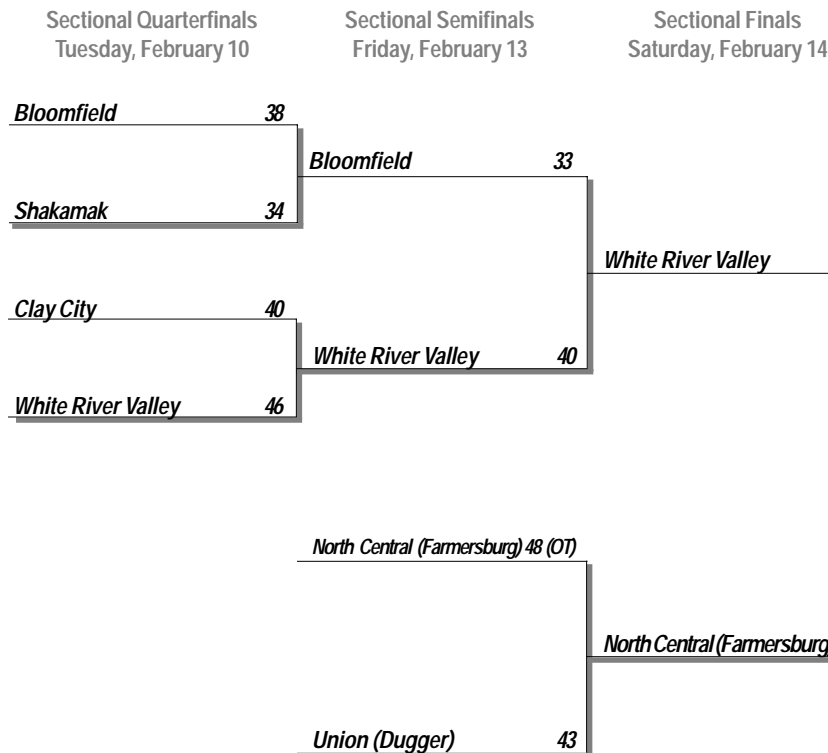 Sectional Quarterfinals
Tuesday, February 10
Sectional Semifinals
Friday, February 13
Sectional Finals
Saturday, February 14
Bloomfield 38
Shakamak 34
Clay City 40
White River Valley 46
Bloomfield 33
White River Valley 40
North Central (Farmersburg) 48 (OT)
Union (Dugger) 43
White River Valley
North Central (Farmersburg